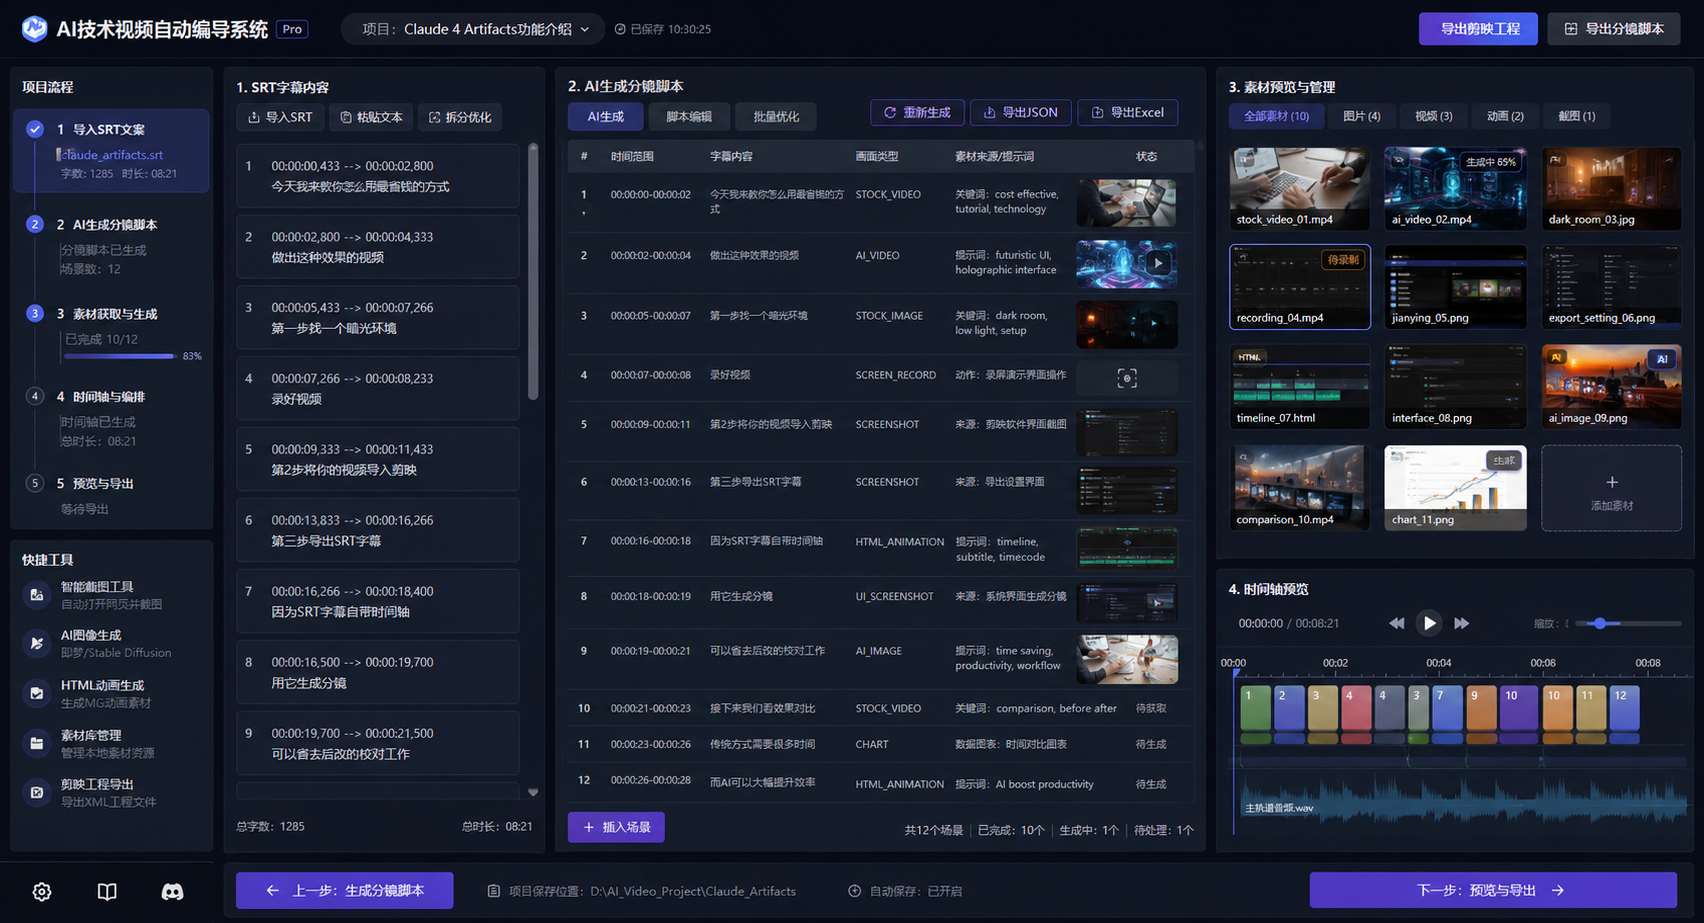 AI技术视频自动编导系统 Pro
项目: Claude 4 Artifacts功能介绍
已保存 10:30:25
导出剪映工程
导出分镜脚本
项目流程
1 导入SRT文案
claude_artifacts.srt
字数: 1285 时长: 08:21
2 2 AI生成分镜脚本
分镜脚本已生成
场景数: 12
3 3 素材获取与生成
已完成 10/12
83%
4 4 时间轴与编排
时间轴已生成
总时长: 08:21
5 5 预览与导出
等待导出
快捷工具
智能截图工具
自动打开网页并截图
AI图像生成
即梦/Stable Diffusion
HTML动画生成
生成MG动画素材
素材库管理
管理本地素材资源
剪映工程导出
导出XML工程文件
1. SRT字幕内容
导入SRT
粘贴文本
拆分优化
1 00:00:00,433 --> 00:00:02,800
今天我来教你怎么用最省钱的方式
2 00:00:02,800 --> 00:00:04,333
做出这种效果的视频
3 00:00:05,433 --> 00:00:07,266
第一步找一个暗光环境
4 00:00:07,266 --> 00:00:08,233
录好视频
5 00:00:09,333 --> 00:00:11,433
第2步将你的视频导入剪映
6 00:00:13,833 --> 00:00:16,266
第三步导出SRT字幕
7 00:00:16,266 --> 00:00:18,400
因为SRT字幕自带时间轴
8 00:00:16,500 --> 00:00:19,700
用它生成分镜
9 00:00:19,700 --> 00:00:21,500
可以省去后改的校对工作
总字数: 1285
总时长: 08:21
2. AI生成分镜脚本
AI生成
脚本编辑
批量优化
重新生成
导出JSON
导出Excel
# 时间范围 字幕内容 画面类型 素材来源/提示词 状态
1 00:00:00-00:00:02 今天我来教你怎么用最省钱的方 STOCK_VIDEO 关键词: cost effective,
式 tutorial, technology
2 00:00:02-00:00:04 做出这种效果的视频 AI_VIDEO 提示词: futuristic UI,
holographic interface
3 00:00:05-00:00:07 第一步找一个暗光环境 STOCK_IMAGE 关键词: dark room,
low light, setup
4 00:00:07-00:00:08 录好视频 SCREEN_RECORD 动作: 录屏演示界面操作
5 00:00:09-00:00:11 第2步将你的视频导入剪映 SCREENSHOT 来源: 剪映软件界面截图
6 00:00:13-00:00:16 第三步导出SRT字幕 SCREENSHOT 来源: 导出设置界面
7 00:00:16-00:00:18 因为SRT字幕自带时间轴 HTML_ANIMATION 提示词: timeline,
subtitle, timecode
8 00:00:18-00:00:19 用它生成分镜 UI_SCREENSHOT 来源: 系统界面生成分镜
9 00:00:19-00:00:21 可以省去后改的校对工作 AI_IMAGE 提示词: time saving,
productivity, workflow
10 00:00:21-00:00:23 接下来我们看效果对比 STOCK_VIDEO 关键词: comparison, before after 待获取
11 00:00:23-00:00:26 传统方式需要很多时间 CHART 数据图表: 时间对比图表 待生成
12 00:00:26-00:00:28 而AI可以大幅提升效率 HTML_ANIMATION 提示词: AI boost productivity 待生成
+ 插入场景
共12个场景 | 已完成: 10个 | 生成中: 1个 | 待处理: 1个
3. 素材预览与管理
全部素材 (10)
图片 (4)
视频 (3)
动画 (2)
截图 (1)
stock_video_01.mp4
生成中 65%
ai_video_02.mp4
dark_room_03.jpg
待录制
recording_04.mp4
jianying_05.png
export_setting_06.png
HTML
timeline_07.html
interface_08.png
AI
ai_image_09.png
comparison_10.mp4
chart_11.png
+
添加素材
4. 时间轴预览
00:00:00 / 00:08:21
缩放:
00:00 00:02 00:04 00:06 00:08
1 2 3 4 4 3 7 9 10 10 11 12
.wav
← 上一步: 生成分镜脚本
项目保存位置: D:\AI_Video_Project\Claude_Artifacts
自动保存: 已开启
下一步: 预览与导出 →